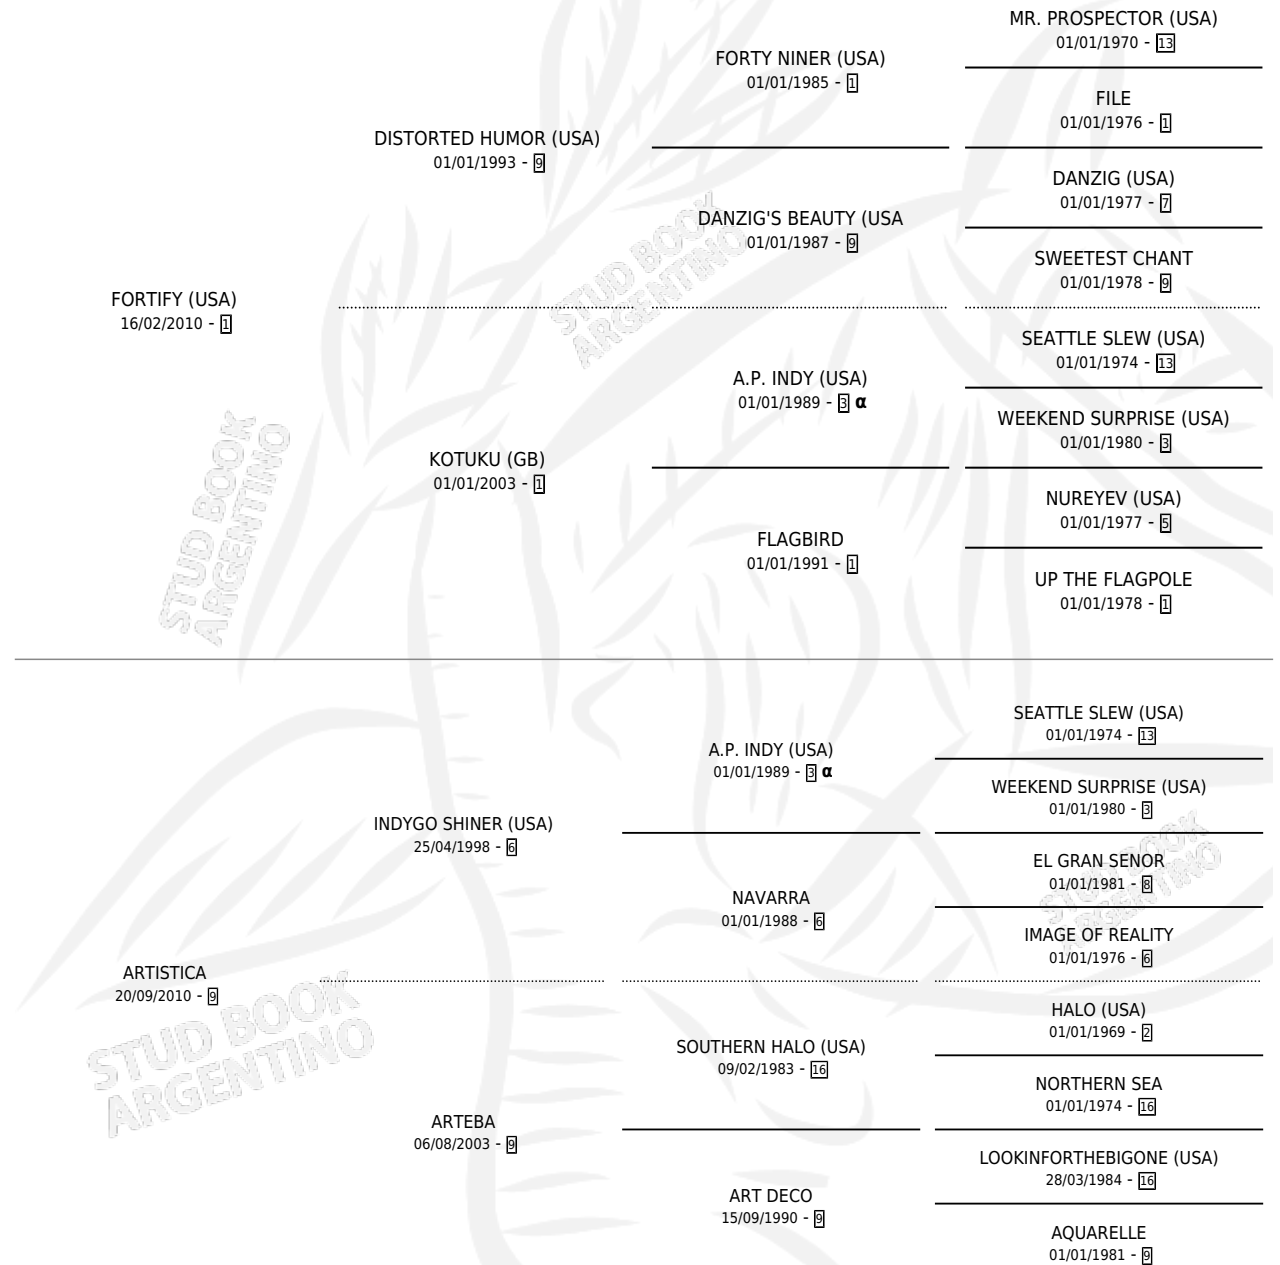 MR. PROSPECTOR (USA)
01/01/1970 - 13
FORTY NINER (USA)
01/01/1985 - 1
FILE
01/01/1976 - 1
DISTORTED HUMOR (USA)
01/01/1993 - 9
DANZIG (USA)
01/01/1977 - 7
DANZIG'S BEAUTY (USA
01/01/1987 - 9
SWEETEST CHANT
01/01/1978 - 9
FORTIFY (USA)
16/02/2010 - 1
SEATTLE SLEW (USA)
01/01/1974 - 13
A.P. INDY (USA)
01/01/1989 - 3 α
WEEKEND SURPRISE (USA)
01/01/1980 - 3
KOTUKU (GB)
01/01/2003 - 1
NUREYEV (USA)
01/01/1977 - 5
FLAGBIRD
01/01/1991 - 1
UP THE FLAGPOLE
01/01/1978 - 1
SEATTLE SLEW (USA)
01/01/1974 - 13
A.P. INDY (USA)
01/01/1989 - 3 α
WEEKEND SURPRISE (USA)
01/01/1980 - 3
INDYGO SHINER (USA)
25/04/1998 - 6
EL GRAN SENOR
01/01/1981 - 8
NAVARRA
01/01/1988 - 6
IMAGE OF REALITY
01/01/1976 - 6
ARTISTICA
20/09/2010 - 9
HALO (USA)
01/01/1969 - 2
SOUTHERN HALO (USA)
09/02/1983 - 16
NORTHERN SEA
01/01/1974 - 16
ARTEBA
06/08/2003 - 9
LOOKINFORTHEBIGONE (USA)
28/03/1984 - 16
ART DECO
15/09/1990 - 9
AQUARELLE
01/01/1981 - 9
STUD BOOK
ARGENTINO
STUD BOOK
ARGENTINO
STUD BOOK
ARGENTINO
STUD BOOK
ARGENTINO